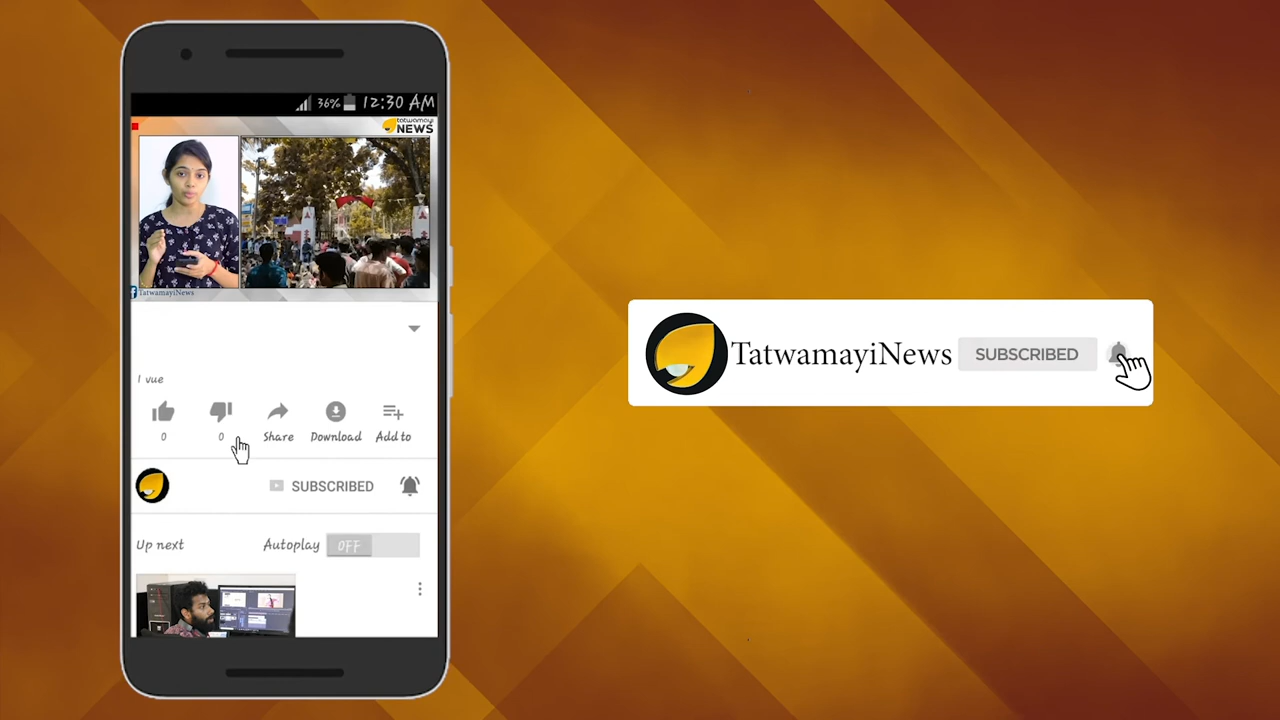 36% 12:30 AM
tatwamayi
NEWS
TatwamayiNews
1 vue
0
0
Share
Download
Add to
SUBSCRIBED
Up next
Autoplay
OFF
TatwamayiNews
SUBSCRIBED